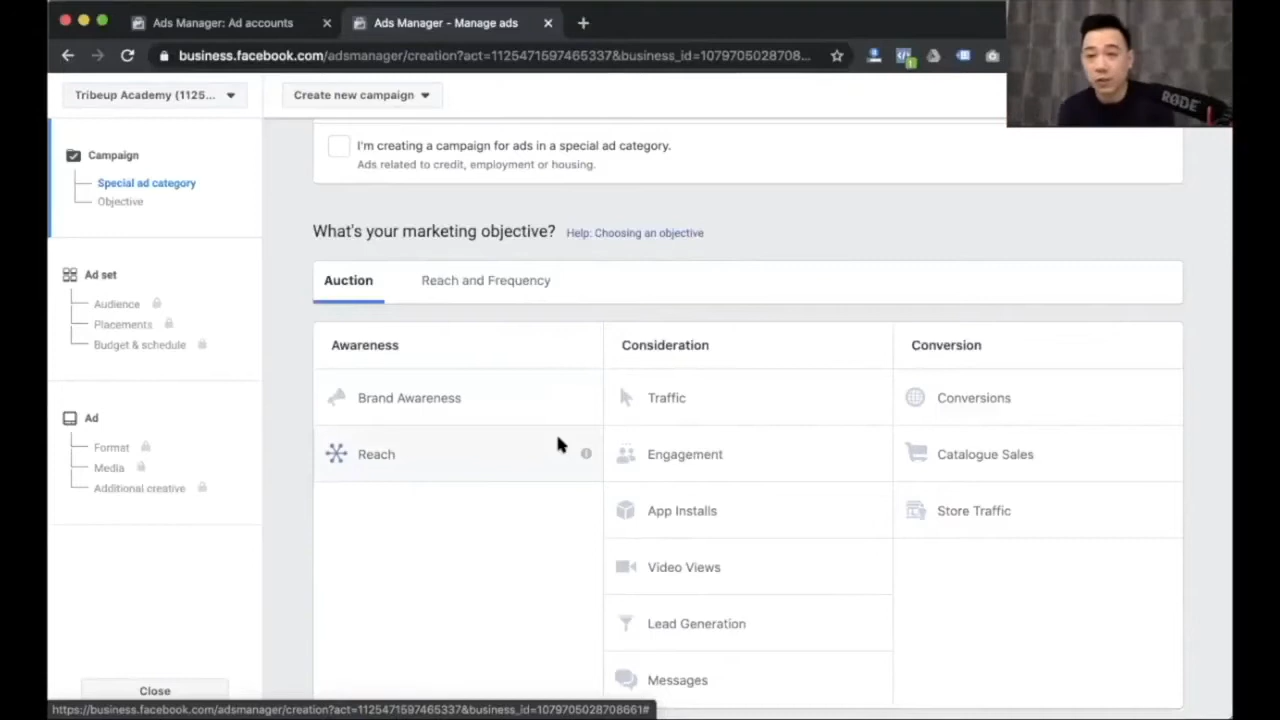 Ads Manager: Ad accounts
Ads Manager - Manage ads
business.facebook.com/adsmanager/creation?act=1125471597465337&business_id=1079705028708...
Tribeup Academy (1125...
Create new campaign
RØDE
I'm creating a campaign for ads in a special ad category.
Ads related to credit, employment or housing.
Campaign
Special ad category
Objective
What's your marketing objective? Help: Choosing an objective
Ad set
Audience
Placements
Budget & schedule
Auction
Reach and Frequency
Awareness
Consideration
Conversion
Brand Awareness
Traffic
Conversions
Reach
Engagement
Catalogue Sales
App Installs
Store Traffic
Video Views
Lead Generation
Messages
Ad
Format
Media
Additional creative
Close
https://business.facebook.com/adsmanager/creation?act=1125471597465337&business_id=1079705028708661#